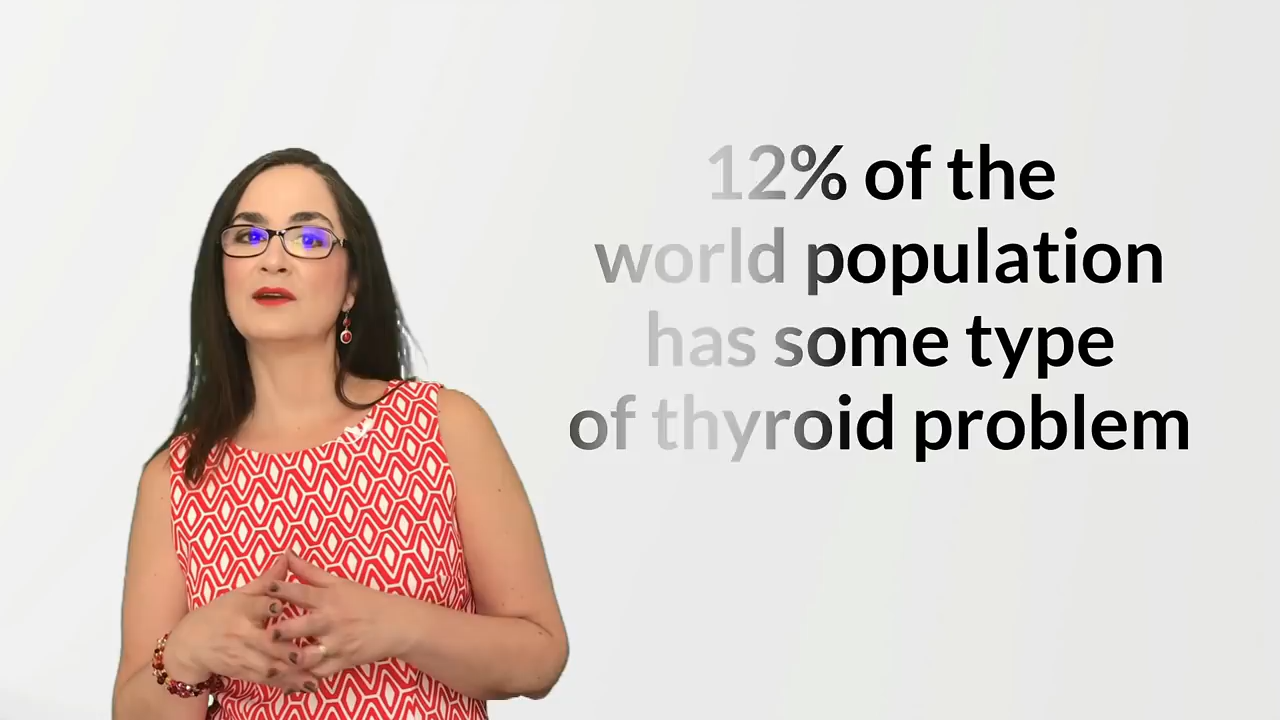 12% of the
world population
has some type
of thyroid problem